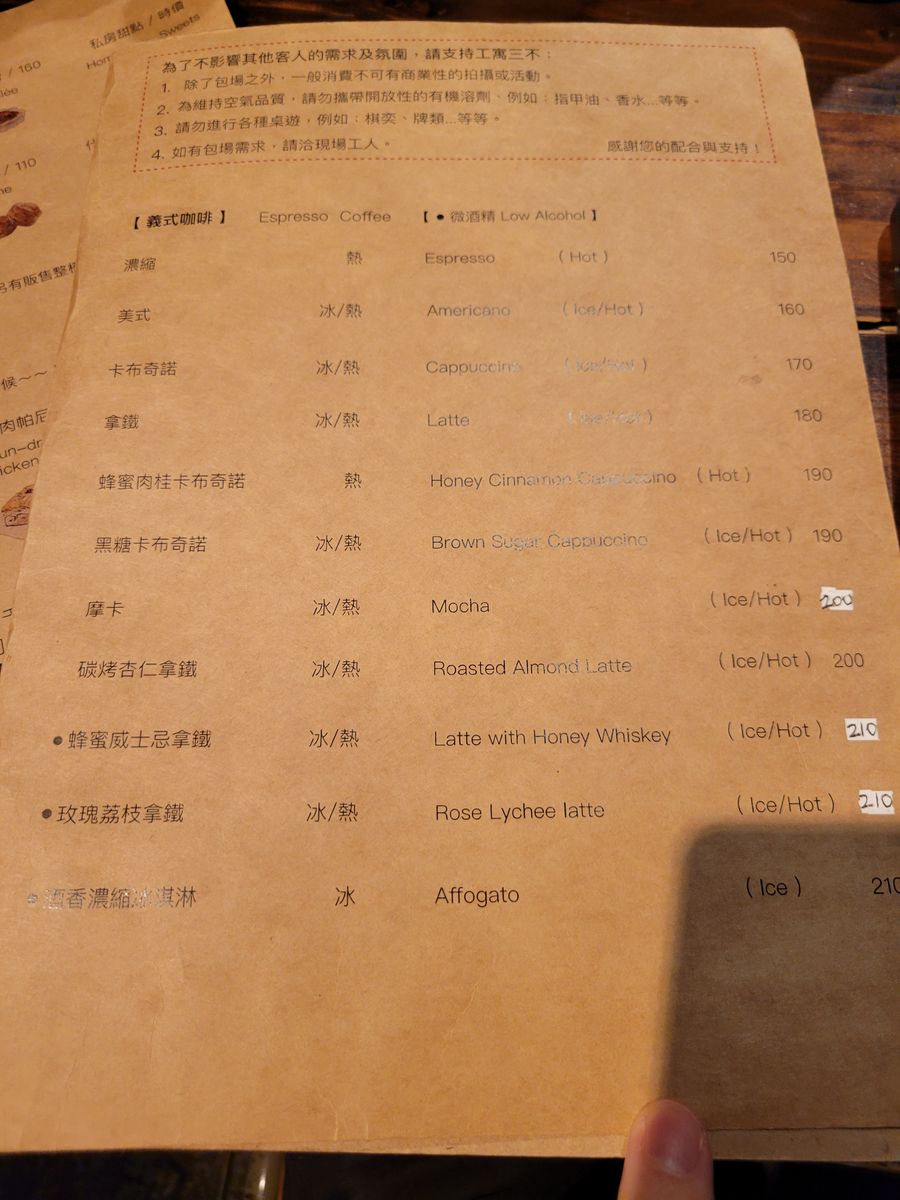 私房甜點 / 時價
Sweets
/ 160
/ 110
另有販售整
候～～
為了不影響其他客人的需求及氛圍，請支持工寓三不：
1. 除了包場之外，一般消費不可有商業性的拍攝或活動。
2. 為維持空氣品質，請勿攜帶開放性的有機溶劑、例如：指甲油、香水...等等。
3. 請勿進行各種桌遊，例如：棋奕、牌類...等等。
4. 如有包場需求，請洽現場工人。 感謝您的配合與支持！
【義式咖啡】 Espresso Coffee 【●微酒精 Low Alcohol】
濃縮 熱 Espresso (Hot) 150
美式 冰/熱 Americano (Ice/Hot) 160
卡布奇諾 冰/熱 Cappuccino (Ice/Hot) 170
拿鐵 冰/熱 Latte (Ice/Hot) 180
蜂蜜肉桂卡布奇諾 熱 Honey Cinnamon Cappuccino (Hot) 190
黑糖卡布奇諾 冰/熱 Brown Sugar Cappuccino (Ice/Hot) 190
摩卡 冰/熱 Mocha (Ice/Hot) 200
碳烤杏仁拿鐵 冰/熱 Roasted Almond Latte (Ice/Hot) 200
●蜂蜜威士忌拿鐵 冰/熱 Latte with Honey Whiskey (Ice/Hot) 210
●玫瑰荔枝拿鐵 冰/熱 Rose Lychee latte (Ice/Hot) 210
●酒香濃縮冰淇淋 冰 Affogato (Ice) 210